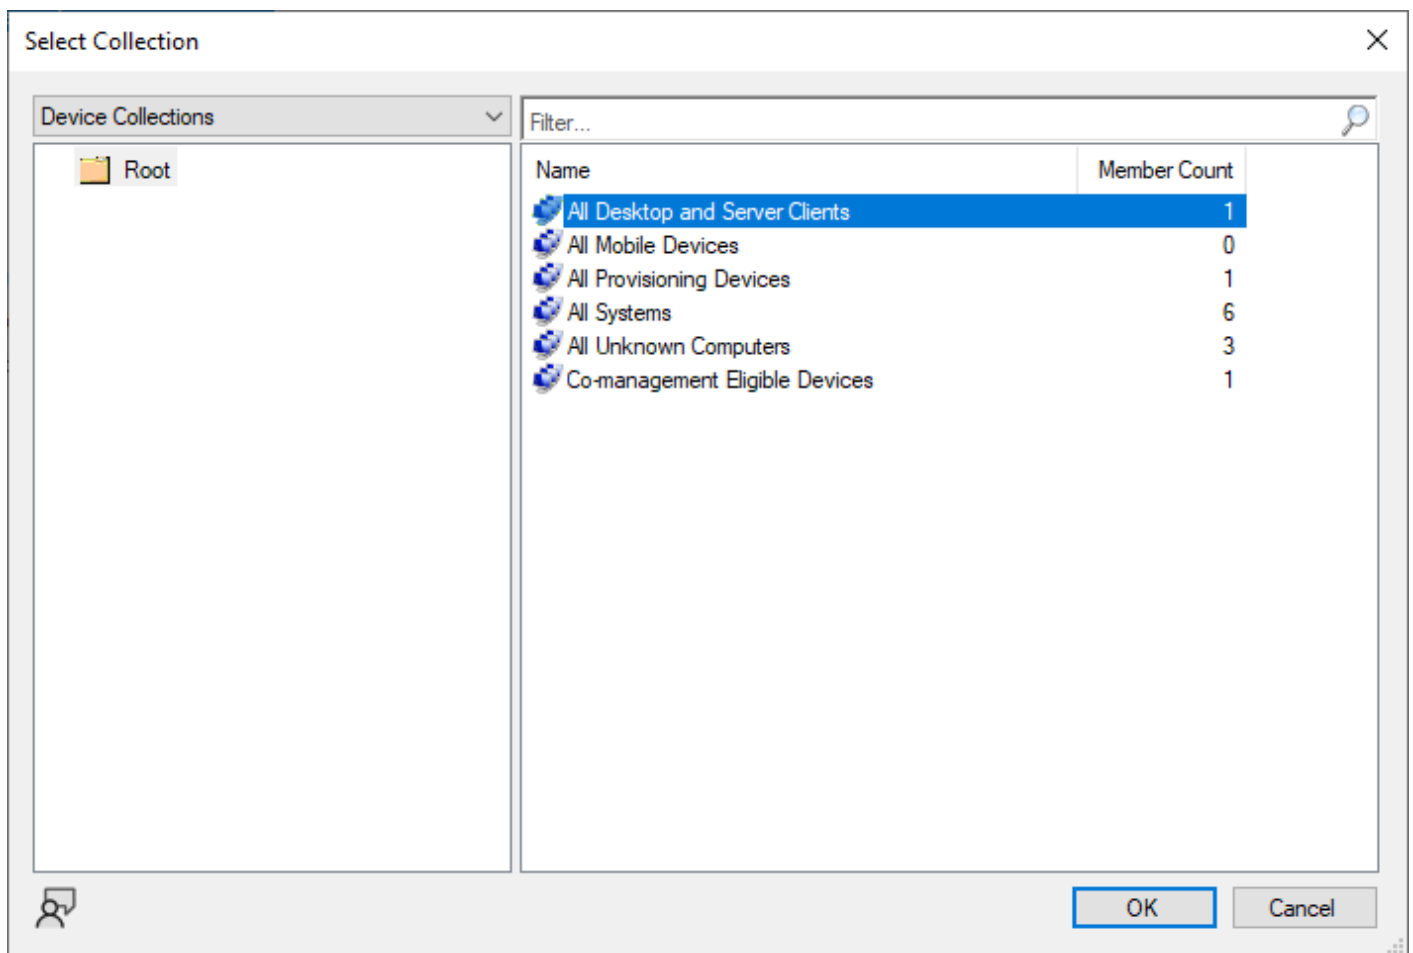 Select Collection
Device Collections
Filter...
Root
Name Member Count
All Desktop and Server Clients 1
All Mobile Devices 0
All Provisioning Devices 1
All Systems 6
All Unknown Computers 3
Co-management Eligible Devices 1
OK Cancel